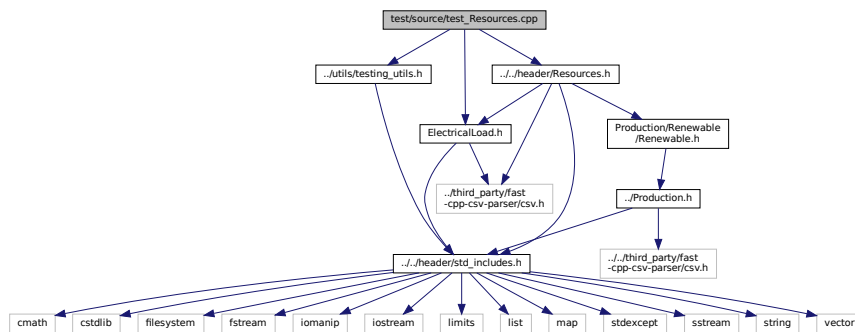 test/source/test_Resources.cpp
../utils/testing_utils.h
../../header/Resources.h
ElectricalLoad.h
Production/Renewable
/Renewable.h
../third_party/fast
-cpp-csv-parser/csv.h
../Production.h
../../header/std_includes.h
../../third_party/fast
-cpp-csv-parser/csv.h
cmath
cstdlib
filesystem
fstream
iomanip
iostream
limits
list
map
stdexcept
sstream
string
vector